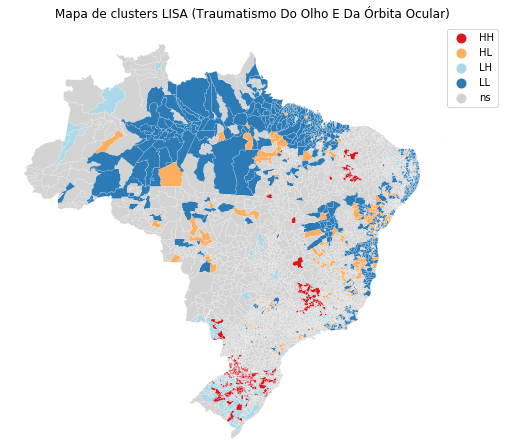 Mapa de clusters LISA (Traumatismo Do Olho E Da Órbita Ocular)
HH
HL
LH
LL
ns